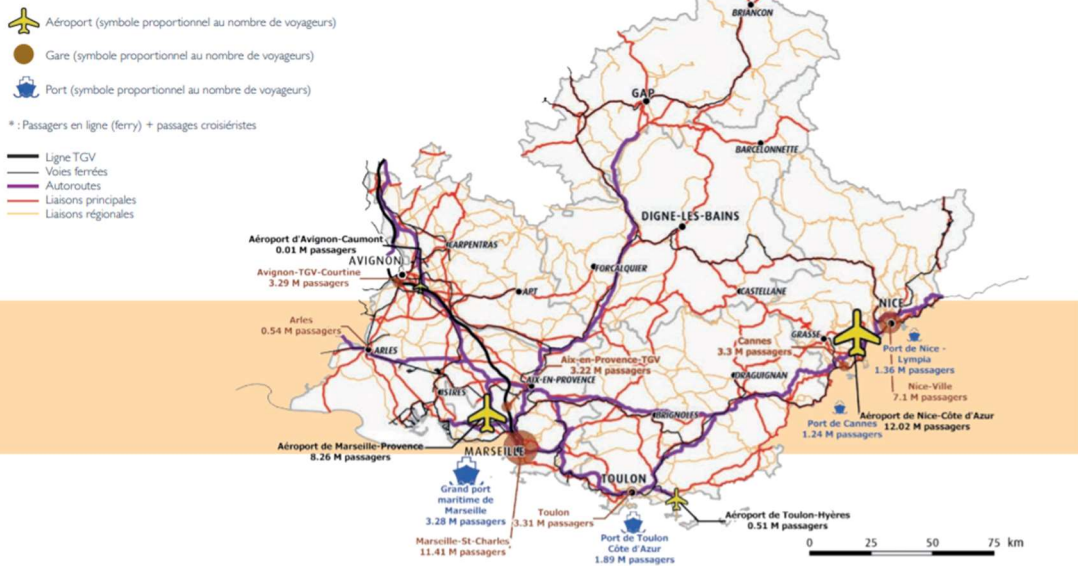 Aéroport (symbole proportionnel au nombre de voyageurs)
Gare (symbole proportionnel au nombre de voyageurs)
Port (symbole proportionnel au nombre de voyageurs)
* : Passagers en ligne (ferry) + passages croisiéristes
Ligne TGV
Voies ferrées
Autoroutes
Liaisons principales
Liaisons régionales
BRIANCON
GAP
BARCELONNETTE
DIGNE-LES-BAINS
Aéroport d'Avignon-Caumont
0.01 M passagers
CARPENTRAS
AVIGNON
Avignon-TGV-Courtine
3.29 M passagers
FORCALQUIER
APT
CASTELLANE
NICE
Arles
0.54 M passagers
ARLES
GRASSE
Cannes
3.3 M passagers
Port de Nice -
Lympia
1.36 M passagers
Aix-en-Provence-TGV
3.22 M passagers
AIX-EN-PROVENCE
DRAGUIGNAN
Nice-Ville
7.1 M passagers
ISTRES
BRIGNOLES
Port de Cannes
1.24 M passagers
Aéroport de Nice-Côte d'Azur
12.02 M passagers
Aéroport de Marseille-Provence
8.26 M passagers
MARSEILLE
Grand port
maritime de
Marseille
3.28 M passagers
TOULON
Toulon
3.31 M passagers
Aéroport de Toulon-Hyères
0.51 M passagers
Marseille-St-Charles
11.41 M passagers
Port de Toulon
Côte d'Azur
1.89 M passagers
0 25 50 75 km